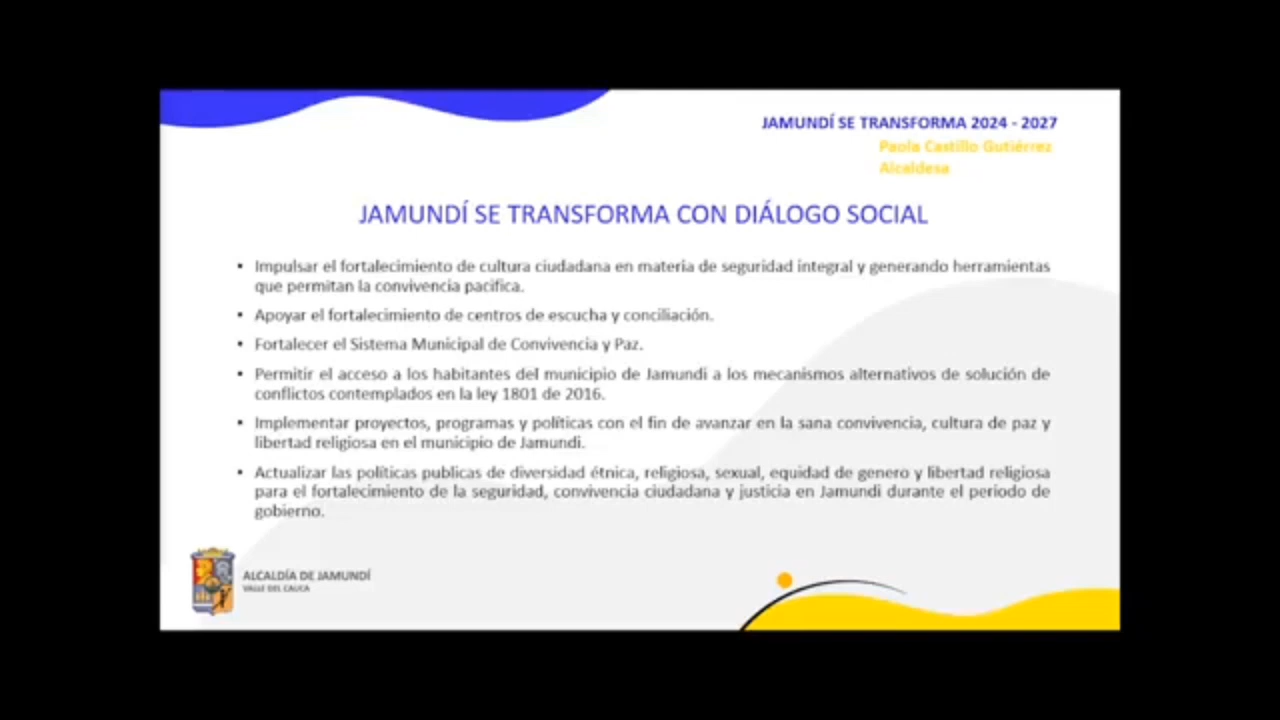 JAMUNDÍ SE TRANSFORMA 2024 - 2027
Paola Castillo Gutiérrez
Alcaldesa
JAMUNDÍ SE TRANSFORMA CON DIÁLOGO SOCIAL
• Impulsar el fortalecimiento de cultura ciudadana en materia de seguridad integral y generando herramientas
que permitan la convivencia pacifica.
• Apoyar el fortalecimiento de centros de escucha y conciliación.
• Fortalecer el Sistema Municipal de Convivencia y Paz.
• Permitir el acceso a los habitantes del municipio de Jamundi a los mecanismos alternativos de solución de
conflictos contemplados en la ley 1801 de 2016.
• Implementar proyectos, programas y políticas con el fin de avanzar en la sana convivencia, cultura de paz y
libertad religiosa en el municipio de Jamundi.
• Actualizar las políticas publicas de diversidad étnica, religiosa, sexual, equidad de genero y libertad religiosa
para el fortalecimiento de la seguridad, convivencia ciudadana y justicia en Jamundi durante el periodo de
gobierno.
ALCALDÍA DE JAMUNDÍ
VALLE DEL CAUCA